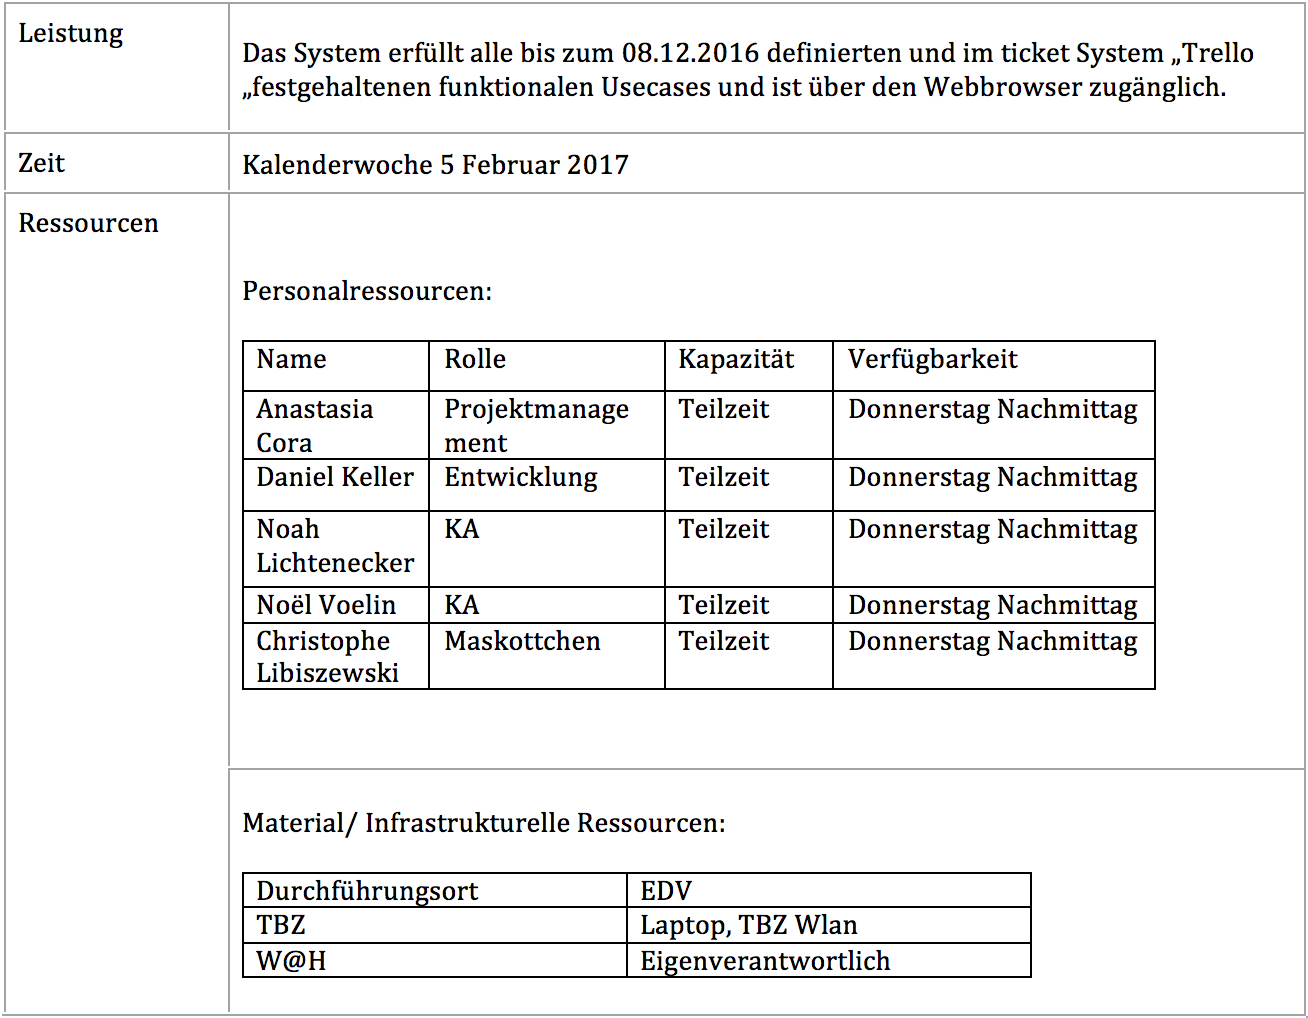 Leistung
Das System erfüllt alle bis zum 08.12.2016 definierten und im ticket System „Trello
„festgehaltenen funktionalen Usecases und ist über den Webbrowser zugänglich.
Zeit
Kalenderwoche 5 Februar 2017
Ressourcen
Personalressourcen:
Name Rolle Kapazität Verfügbarkeit
Anastasia Projektmanage Teilzeit Donnerstag Nachmittag
Cora ment
Daniel Keller Entwicklung Teilzeit Donnerstag Nachmittag
Noah KA Teilzeit Donnerstag Nachmittag
Lichtenecker
Noël Voelin KA Teilzeit Donnerstag Nachmittag
Christophe Maskottchen Teilzeit Donnerstag Nachmittag
Libiszewski
Material/ Infrastrukturelle Ressourcen:
Durchführungsort EDV
TBZ Laptop, TBZ Wlan
W@H Eigenverantwortlich